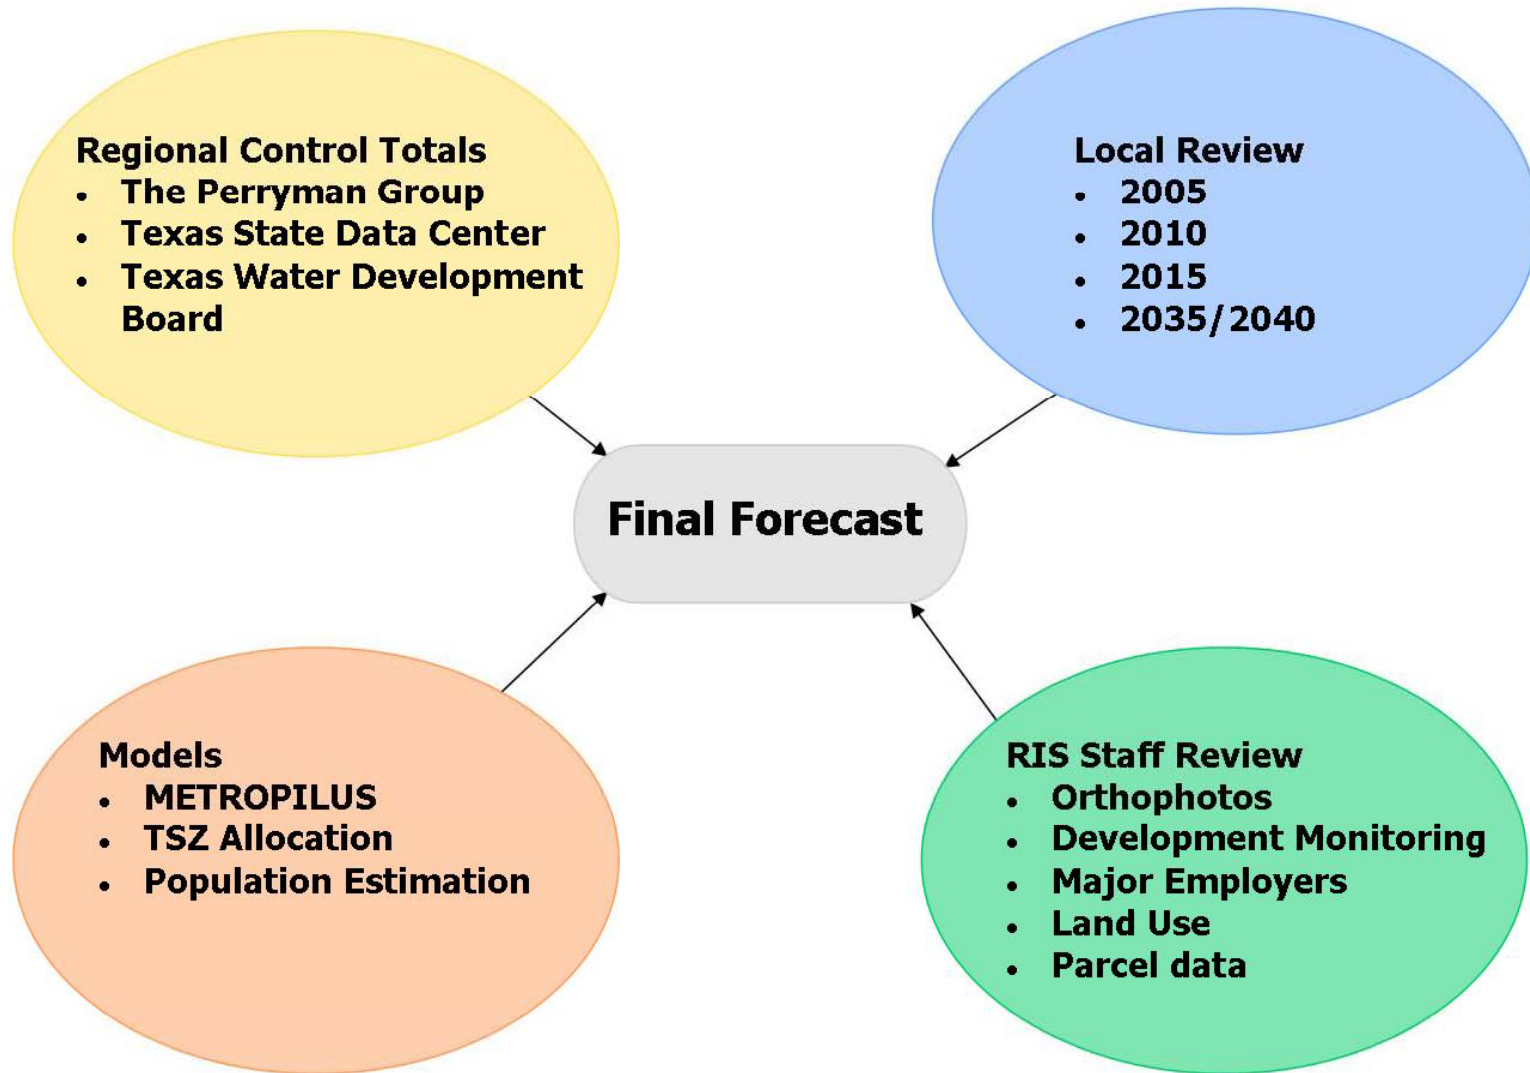 Regional Control Totals
• The Perryman Group
• Texas State Data Center
• Texas Water Development
Board
Local Review
• 2005
• 2010
• 2015
• 2035/2040
Final Forecast
Models
• METROPILUS
• TSZ Allocation
• Population Estimation
RIS Staff Review
• Orthophotos
• Development Monitoring
• Major Employers
• Land Use
• Parcel data